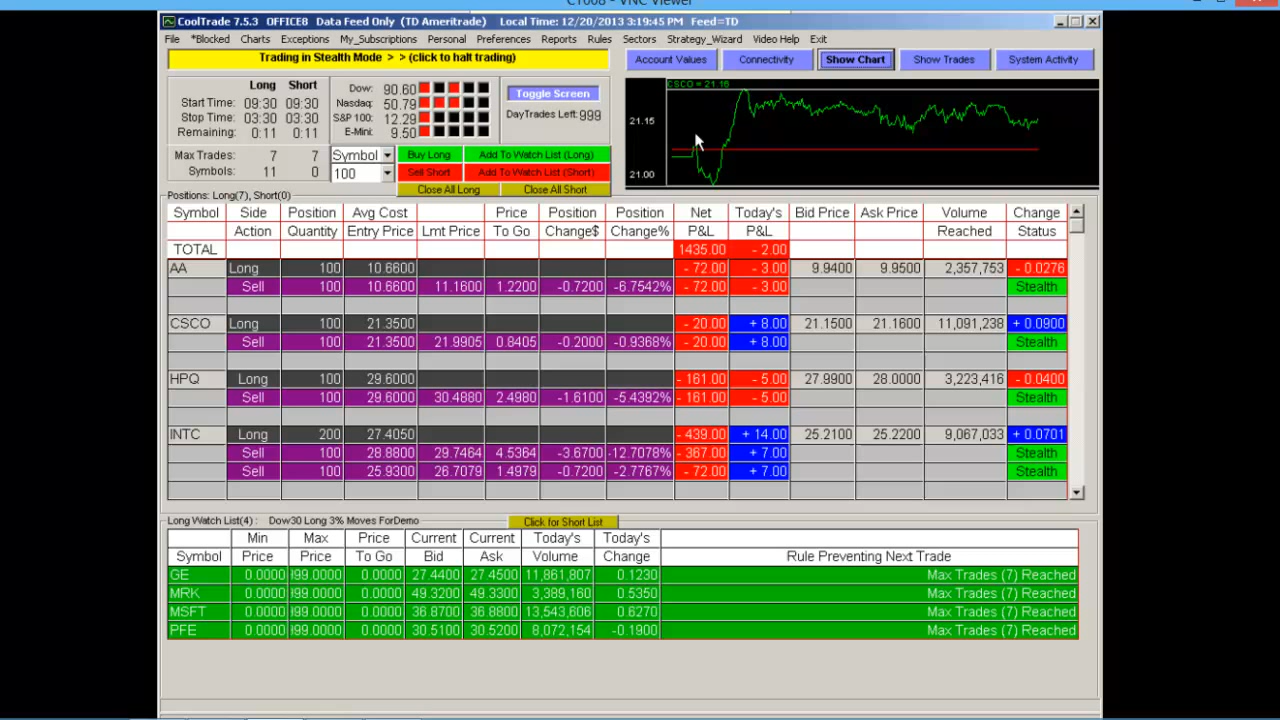 CT008 - VNC Viewer
CoolTrade 7.5.3 OFFICE8 Data Feed Only (TD Ameritrade) Local Time: 12/20/2013 3:19:45 PM Feed=TD
File *Blocked Charts Exceptions My_Subscriptions Personal Preferences Reports Rules Sectors Strategy_Wizard Video Help Exit
Trading in Stealth Mode > > (click to halt trading)
Account Values Connectivity Show Chart Show Trades System Activity
Long Short
Start Time: 09:30 09:30
Stop Time: 03:30 03:30
Remaining: 0:11 0:11
Max Trades: 7 7
Symbols: 11 0
Dow: 90.60
Nasdaq: 50.79
S&P 100: 12.29
E-Mini: 9.50
Toggle Screen
DayTrades Left: 999
Symbol Buy Long Add To Watch List (Long)
100 Sell Short Add To Watch List (Short)
Close All Long Close All Short
CSCO = 21.16
21.15
21.00
Positions: Long(7), Short(0)
Symbol Side Position Avg Cost Price Position Position Net Today's Bid Price Ask Price Volume Change
Action Quantity Entry Price Lmt Price To Go Change$ Change% P&L P&L Reached Status
TOTAL 1435.00 - 2.00
AA Long 100 10.6600 - 72.00 - 3.00 9.9400 9.9500 2,357,753 - 0.0276
Sell 100 10.6600 11.1600 1.2200 -0.7200 -6.7542% - 72.00 - 3.00 Stealth
CSCO Long 100 21.3500 - 20.00 + 8.00 21.1500 21.1600 11,091,238 + 0.0900
Sell 100 21.3500 21.9905 0.8405 -0.2000 -0.9368% - 20.00 + 8.00 Stealth
HPQ Long 100 29.6000 - 161.00 - 5.00 27.9900 28.0000 3,223,416 - 0.0400
Sell 100 29.6000 30.4880 2.4980 -1.6100 -5.4392% - 161.00 - 5.00 Stealth
INTC Long 200 27.4050 - 439.00 + 14.00 25.2100 25.2200 9,067,033 + 0.0701
Sell 100 28.8800 29.7464 4.5364 -3.6700 -12.7078% - 367.00 + 7.00 Stealth
Sell 100 25.9300 26.7079 1.4979 -0.7200 -2.7767% - 72.00 + 7.00 Stealth
Long Watch List(4) : Dow30 Long 3% Moves ForDemo Click for Short List
Min Max Price Current Current Today's Today's
Symbol Price Price To Go Bid Ask Volume Change Rule Preventing Next Trade
GE 0.0000 99.0000 0.0000 27.4400 27.4500 11,861,807 0.1230 Max Trades (7) Reached
MRK 0.0000 99.0000 0.0000 49.3200 49.3300 3,389,160 0.5350 Max Trades (7) Reached
MSFT 0.0000 99.0000 0.0000 36.8700 36.8800 13,543,606 0.6270 Max Trades (7) Reached
PFE 0.0000 99.0000 0.0000 30.5100 30.5200 8,072,154 -0.1900 Max Trades (7) Reached